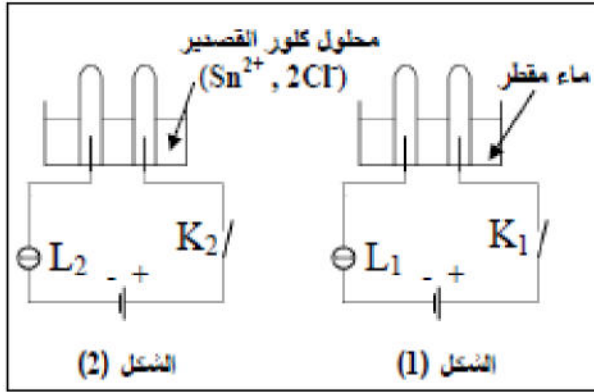 محلول كلور القصدير
(Sn²⁺ , 2Cl⁻)
ماء مقطر
K₂
K₁
L₂
L₁
- +
- +
الشكل (2)
الشكل (1)